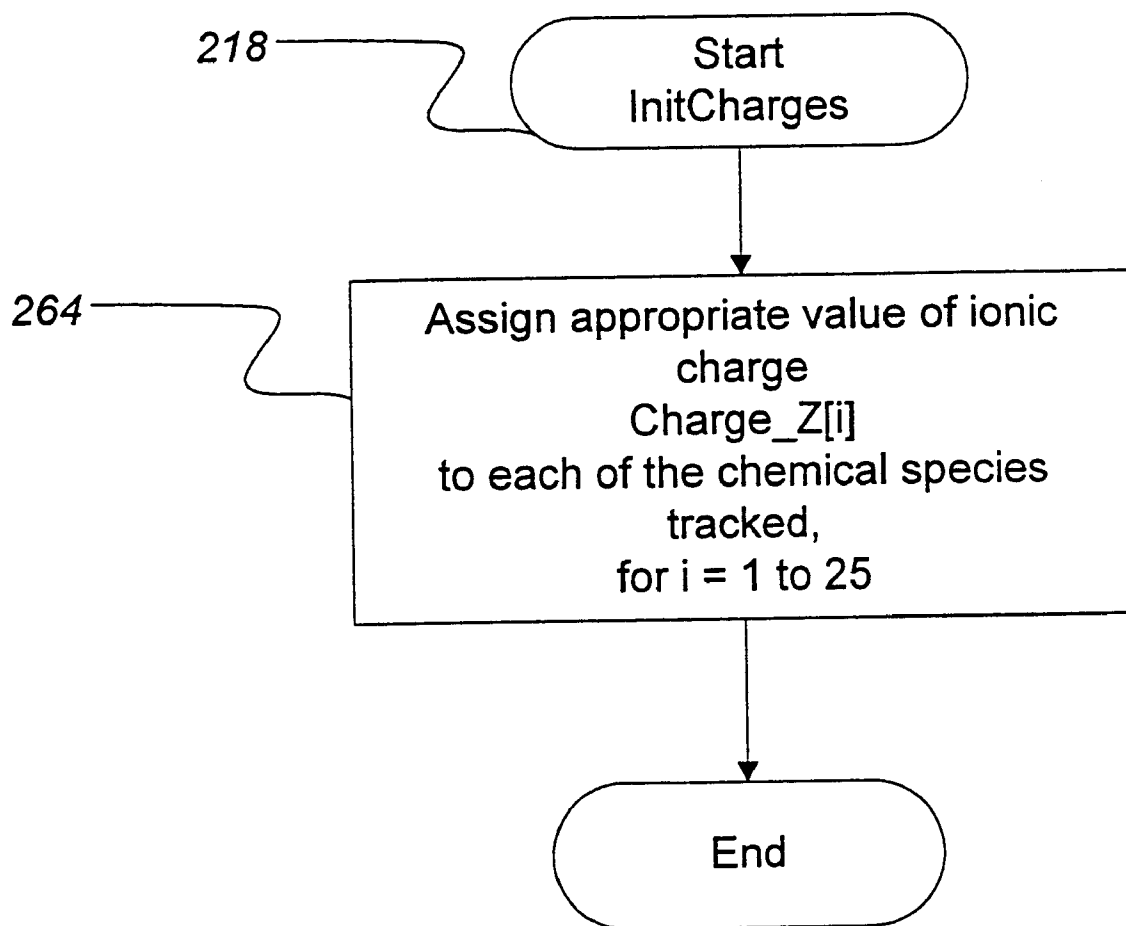 218
Start
InitCharges
264
Assign appropriate value of ionic
charge
Charge_Z[i]
to each of the chemical species
tracked,
for i = 1 to 25
End